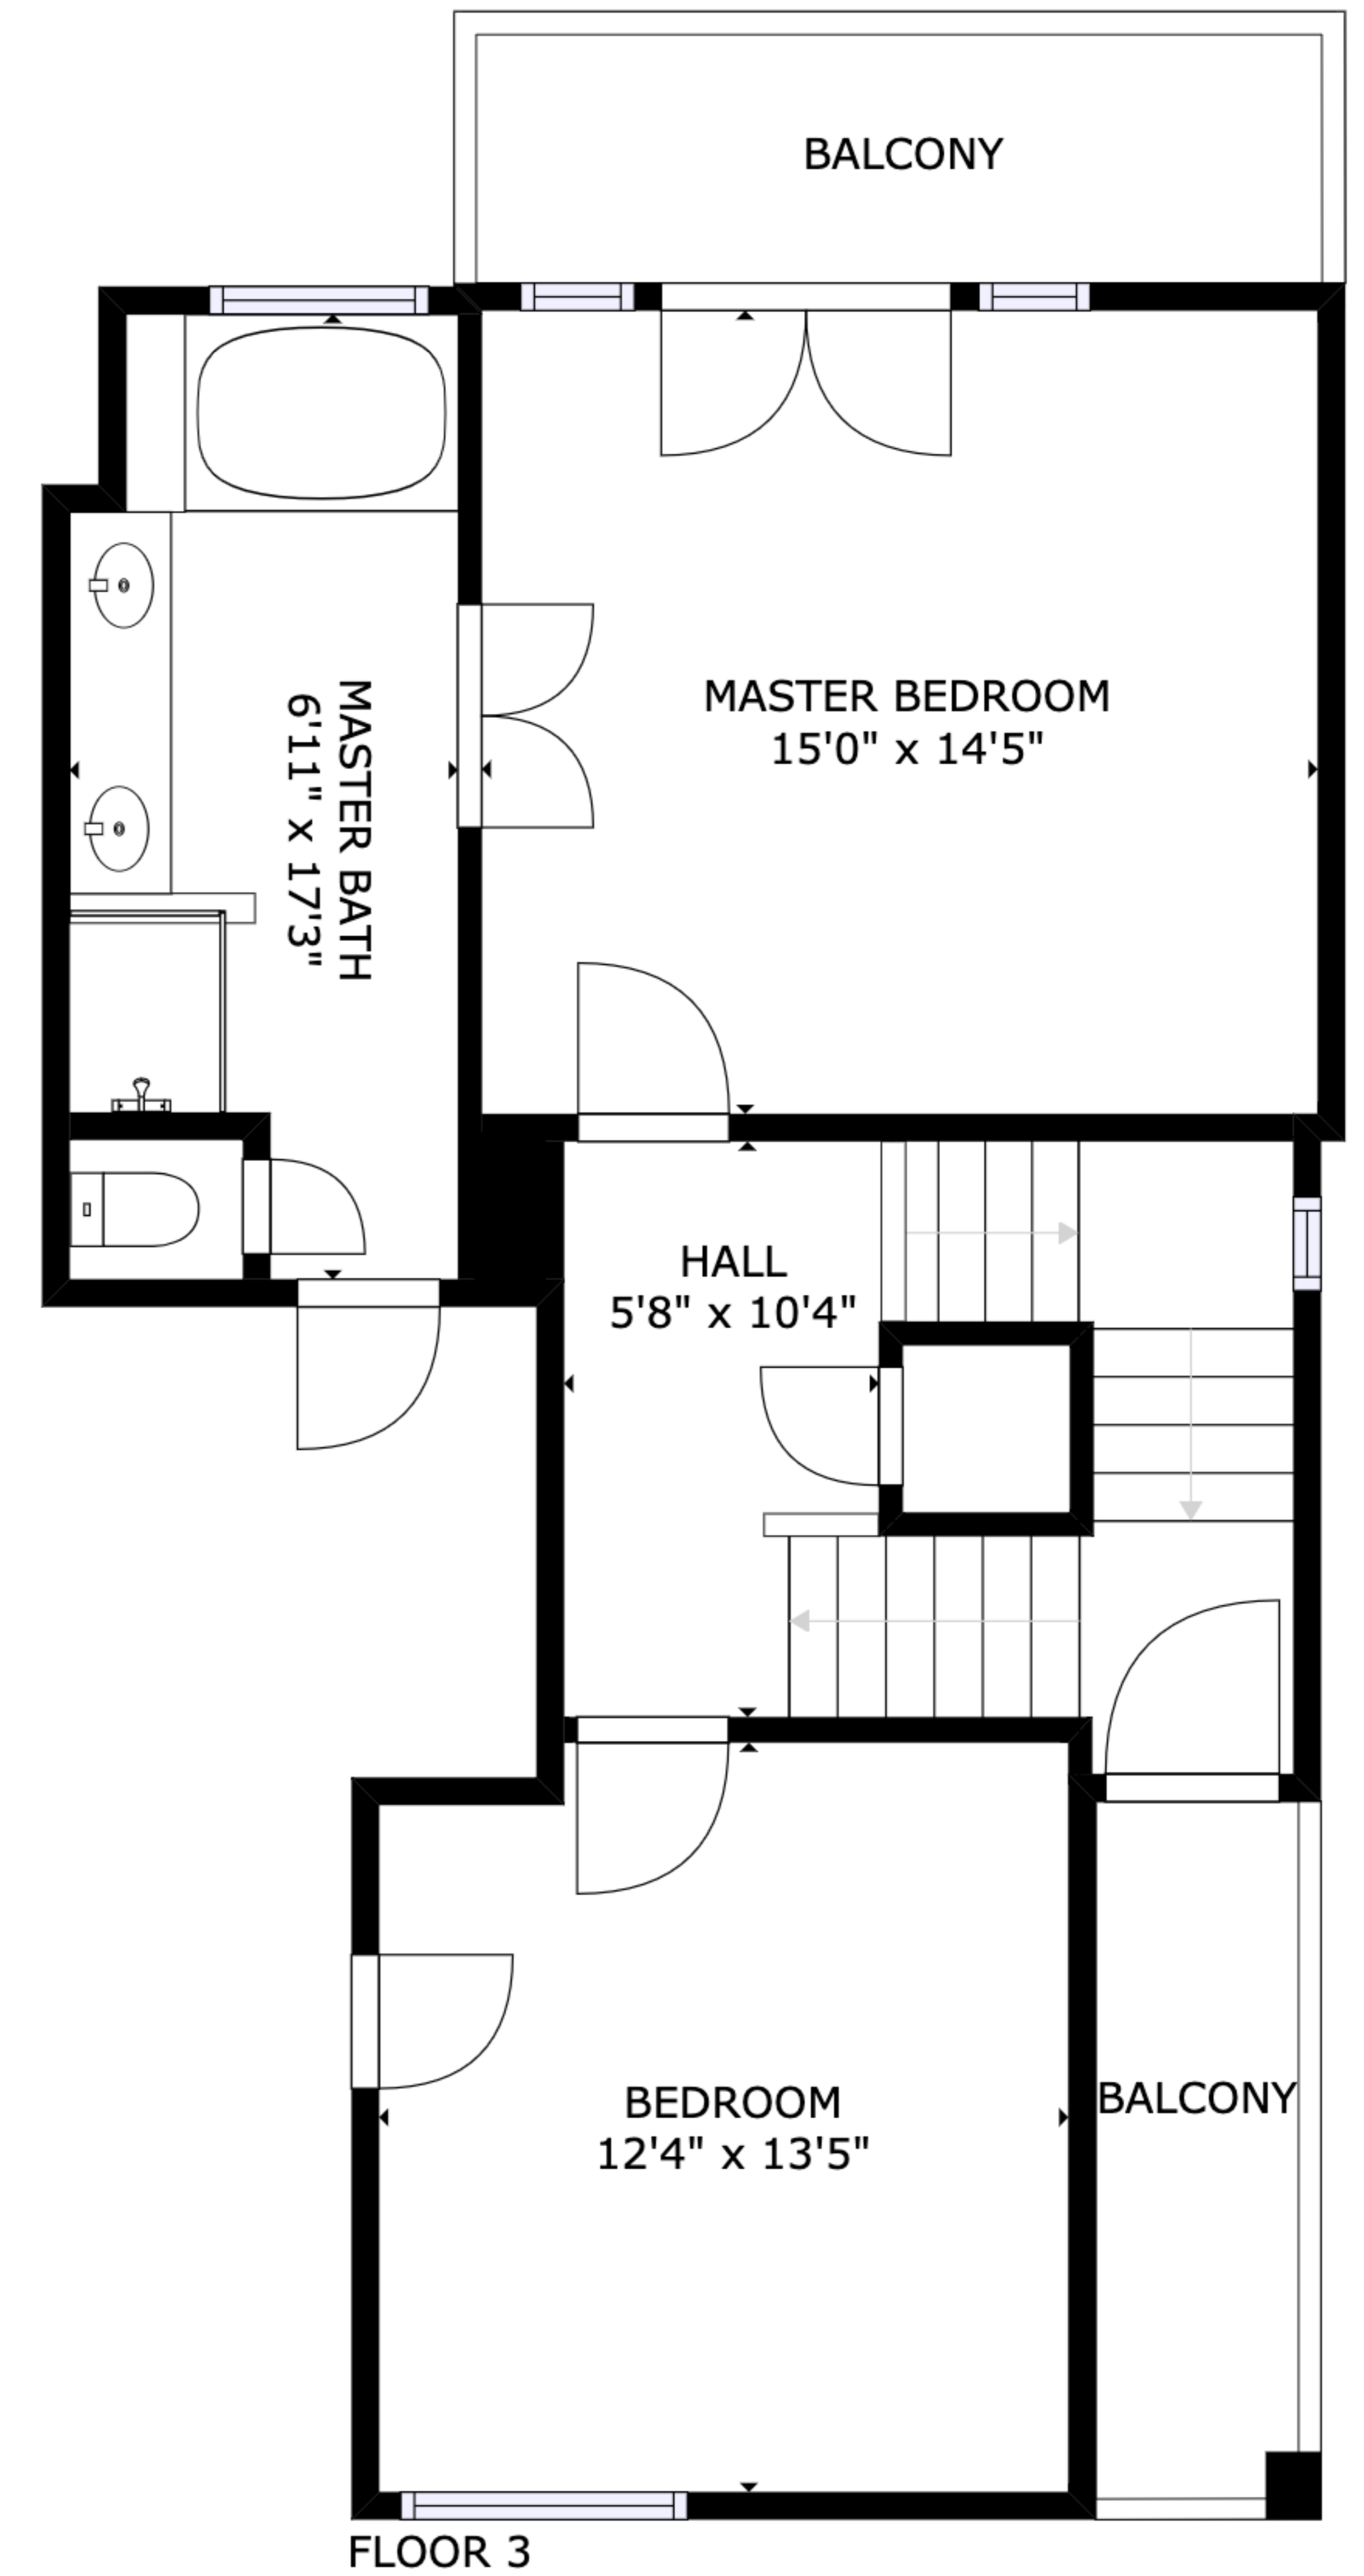 BALCONY
MASTER BEDROOM
15'0" x 14'5"
MASTER BATH
6'11" x 17'3"
HALL
5'8" x 10'4"
BEDROOM
12'4" x 13'5"
BALCONY
FLOOR 3